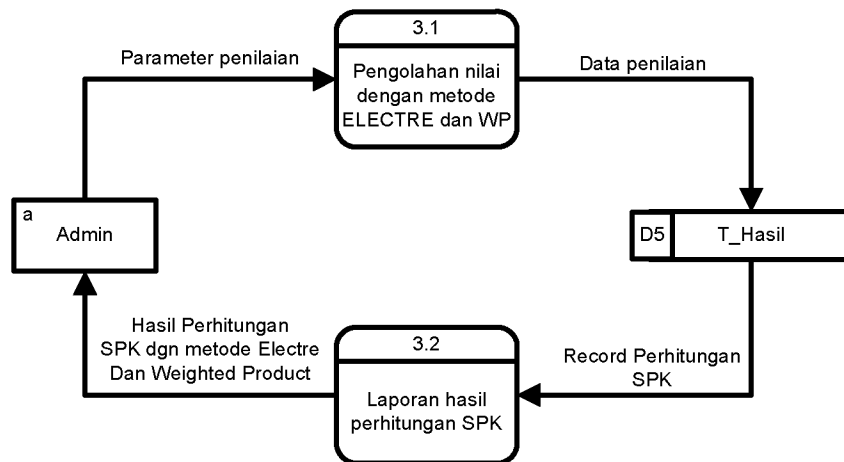 3.1
Parameter penilaian
Pengolahan nilai
dengan metode
ELECTRE dan WP
Data penilaian
a
Admin
D5
T_Hasil
Hasil Perhitungan
SPK dgn metode Electre
Dan Weighted Product
3.2
Laporan hasil
perhitungan SPK
Record Perhitungan
SPK